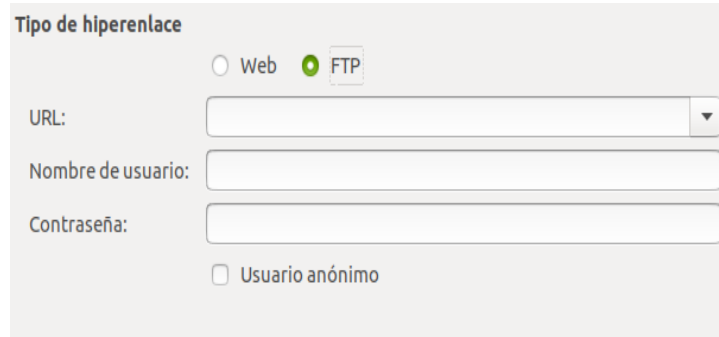 Tipo de hiperenlace
Web FTP
URL:
Nombre de usuario:
Contraseña:
Usuario anónimo